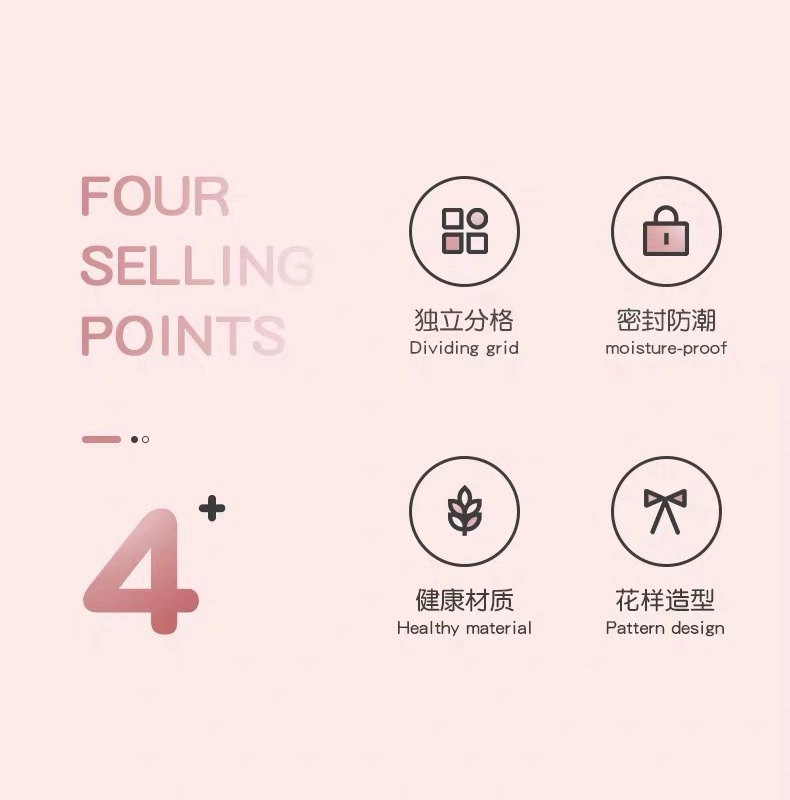 FOUR
SELLING
POINTS
4+
独立分格
Dividing grid
密封防潮
moisture-proof
健康材质
Healthy material
花样造型
Pattern design